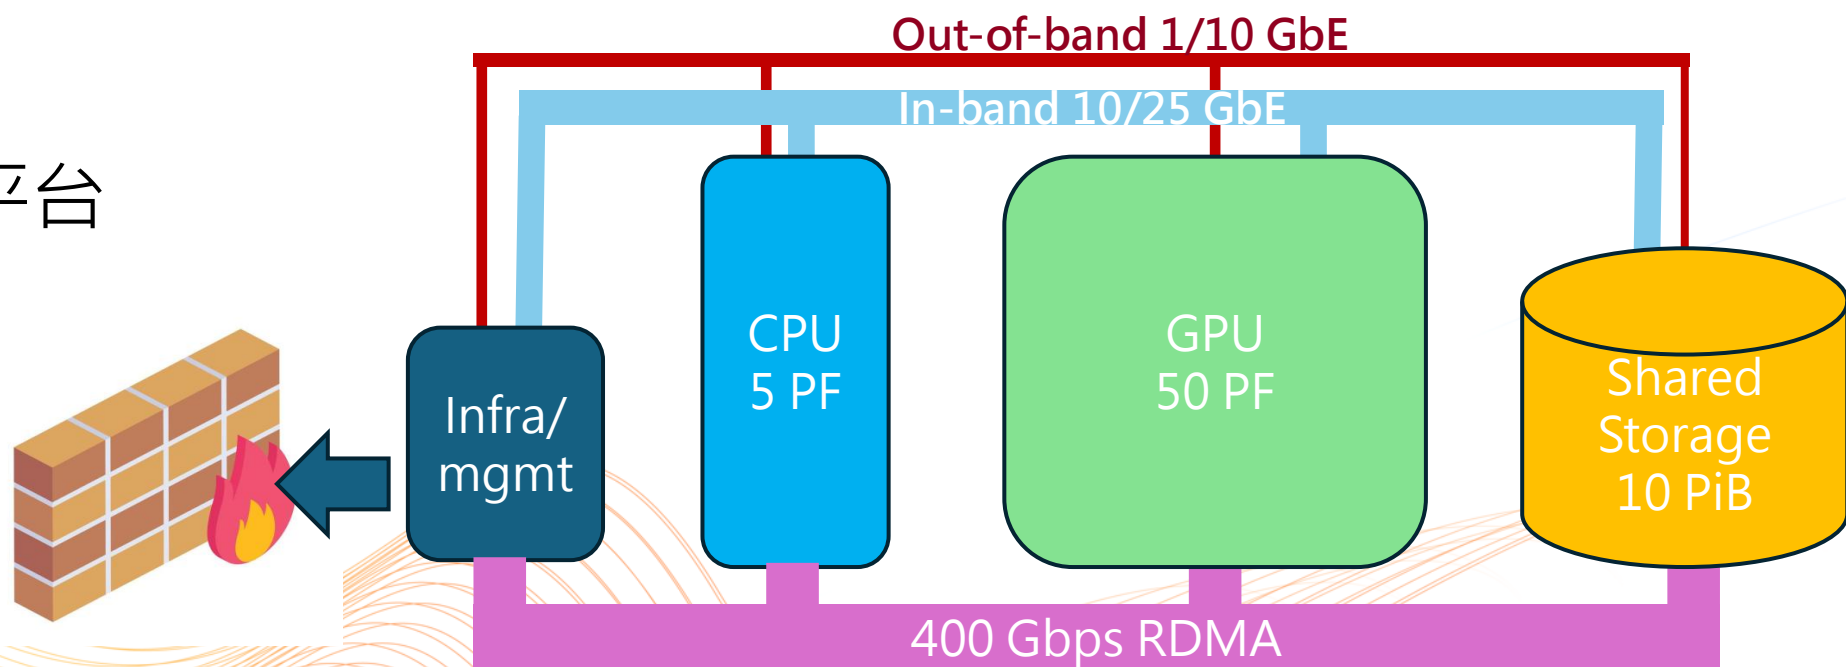 Out-of-band 1/10 GbE
In-band 10/25 GbE
平台
CPU
5 PF
GPU
50 PF
Infra/
mgmt
Shared
Storage
10 PiB
400 Gbps RDMA